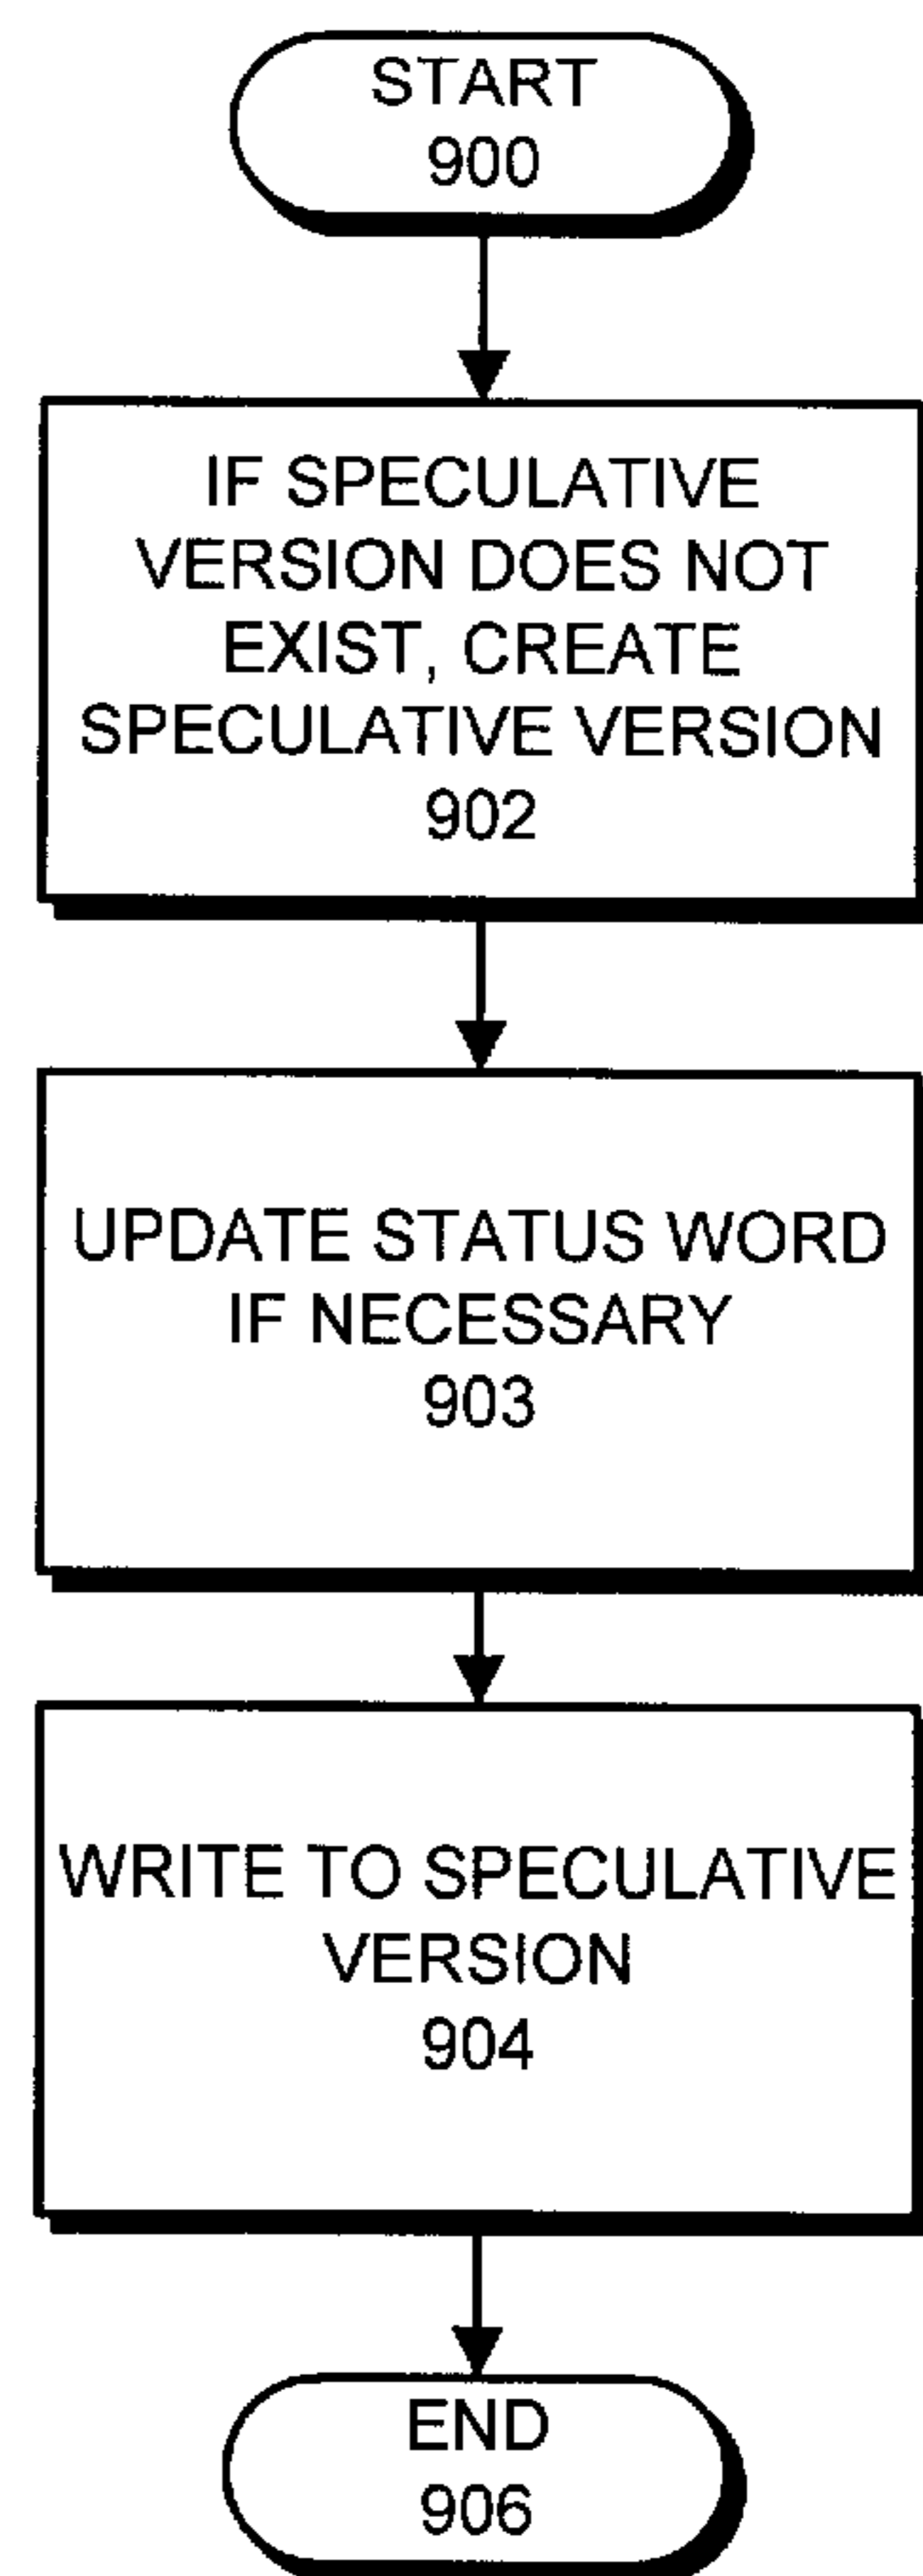 START
900
IF SPECULATIVE
VERSION DOES NOT
EXIST, CREATE
SPECULATIVE VERSION
902
UPDATE STATUS WORD
IF NECESSARY
903
WRITE TO SPECULATIVE
VERSION
904
END
906